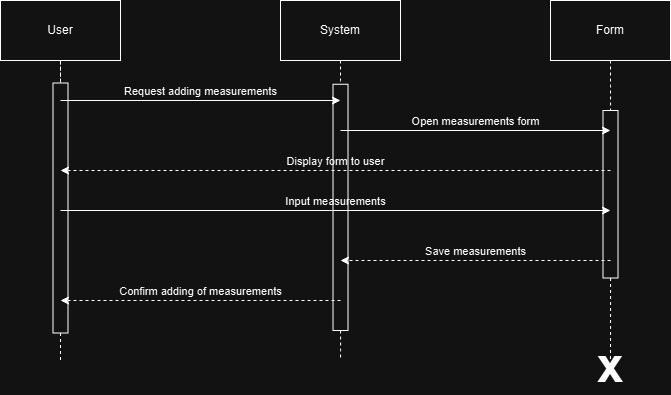 User
System
Form
Request adding measurements
Open measurements form
Display form to user
Input measurements
Save measurements
Confirm adding of measurements
X